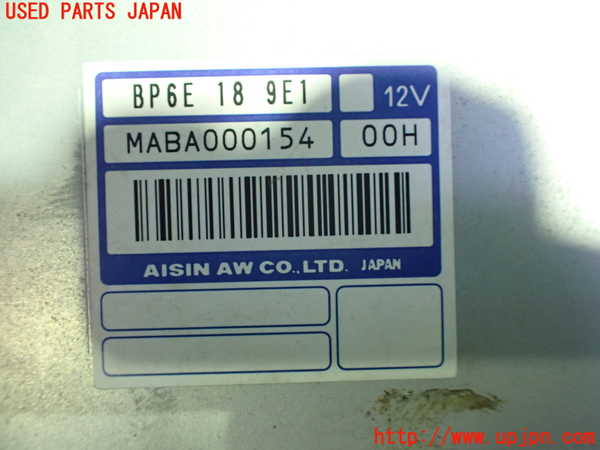 USED PARTS JAPAN
BP6E 18 9E1 12V
MABA000154 00H
AISIN AW CO.,LTD. JAPAN
http://www.upjpn.com